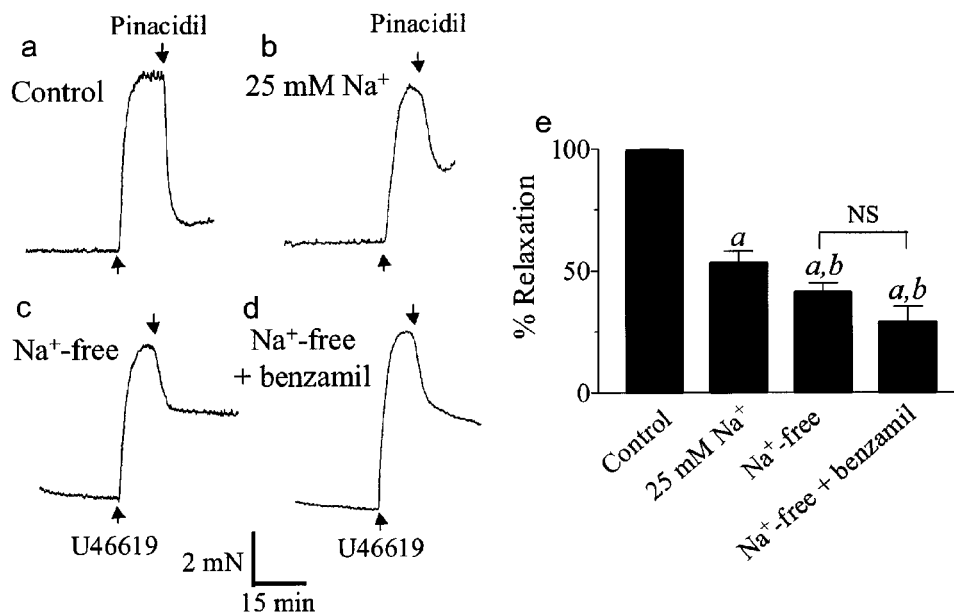 a
Pinacidil
Control
b
Pinacidil
25 mM Na⁺
c
Na⁺-free
d
Na⁺-free
+ benzamil
U46619
U46619
2 mN
15 min
e
% Relaxation
100
50
0
a
a,b
NS
a,b
Control
25 mM Na⁺
Na⁺-free
Na⁺-free + benzamil